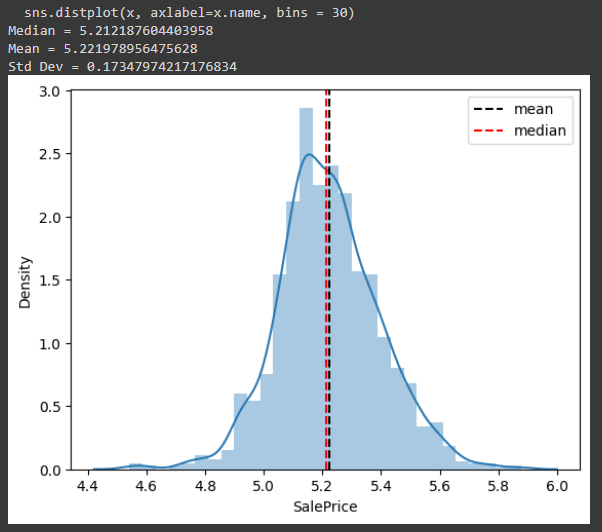 sns.distplot(x, axlabel=x.name, bins = 30)
Median = 5.212187604403958
Mean = 5.221978956475628
Std Dev = 0.17347974217176834
mean
median
3.0
2.5
2.0
1.5
1.0
0.5
0.0
Density
4.4 4.6 4.8 5.0 5.2 5.4 5.6 5.8 6.0
SalePrice